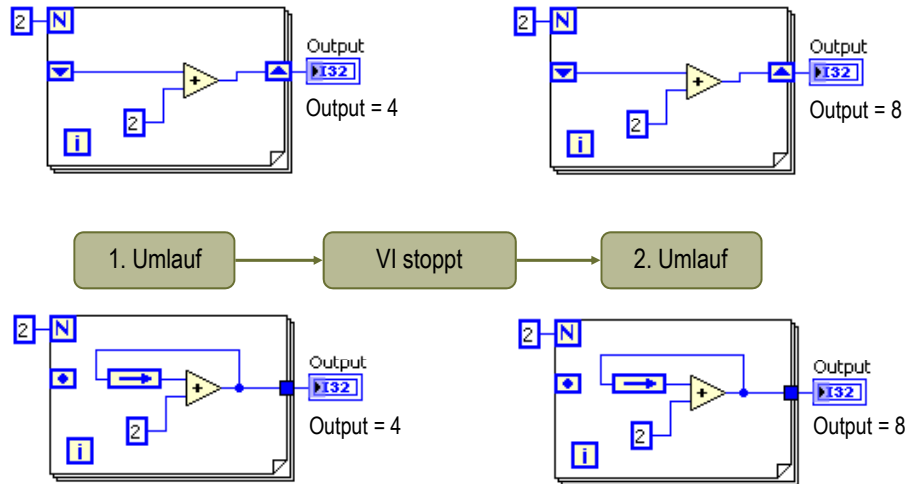 2 N
Output
I32
Output = 4
+
2
i
2 N
Output
I32
Output = 8
+
2
i
1. Umlauf
VI stoppt
2. Umlauf
2 N
Output
I32
Output = 4
+
2
i
2 N
Output
I32
Output = 8
+
2
i